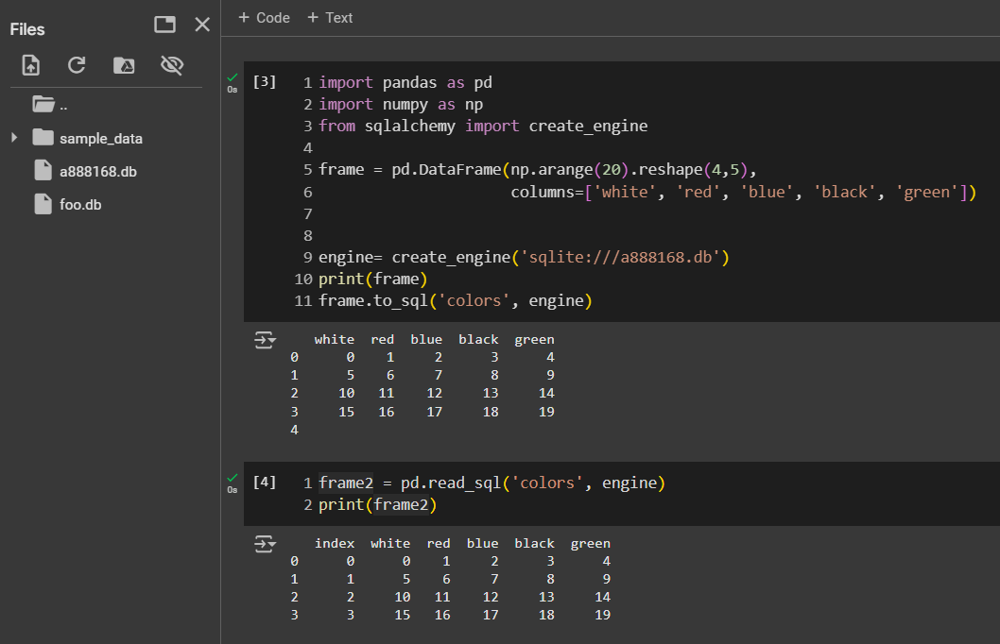 Files
+ Code + Text
..
sample_data
a888168.db
foo.db
0s
[3]
1 import pandas as pd
2 import numpy as np
3 from sqlalchemy import create_engine
4
5 frame = pd.DataFrame(np.arange(20).reshape(4,5),
6                      columns=['white', 'red', 'blue', 'black', 'green'])
7
8
9 engine= create_engine('sqlite:///a888168.db')
10 print(frame)
11 frame.to_sql('colors', engine)
   white  red  blue  black  green
0      0    1     2      3      4
1      5    6     7      8      9
2     10   11    12     13     14
3     15   16    17     18     19
4
0s
[4]
1 frame2 = pd.read_sql('colors', engine)
2 print(frame2)
   index  white  red  blue  black  green
0      0      0    1     2      3      4
1      1      5    6     7      8      9
2      2     10   11    12     13     14
3      3     15   16    17     18     19